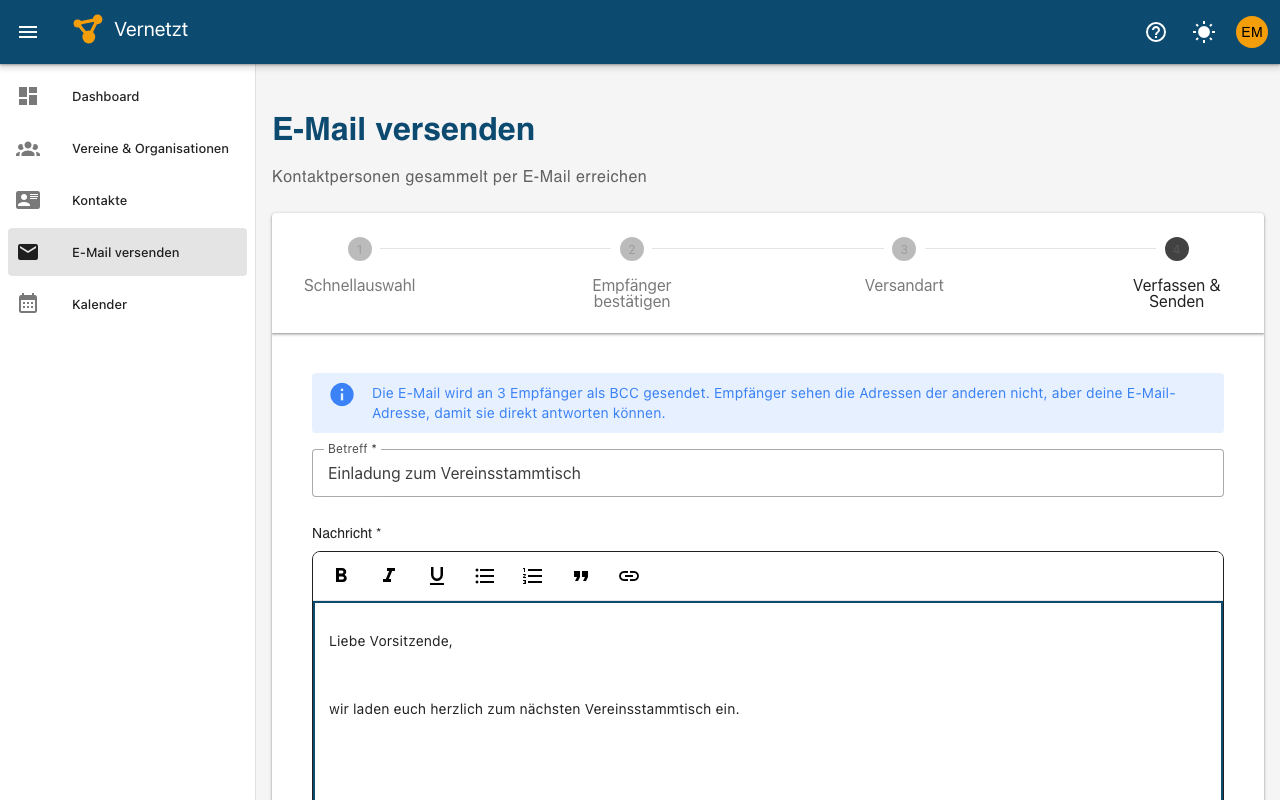 Vernetzt
EM
Dashboard
Vereine & Organisationen
Kontakte
E-Mail versenden
Kalender
E-Mail versenden
Kontaktpersonen gesammelt per E-Mail erreichen
1
Schnellauswahl
2
Empfänger
bestätigen
3
Versandart
4
Verfassen &
Senden
Die E-Mail wird an 3 Empfänger als BCC gesendet. Empfänger sehen die Adressen der anderen nicht, aber deine E-Mail-
Adresse, damit sie direkt antworten können.
Betreff *
Einladung zum Vereinsstammtisch
Nachricht *
Liebe Vorsitzende,
wir laden euch herzlich zum nächsten Vereinsstammtisch ein.